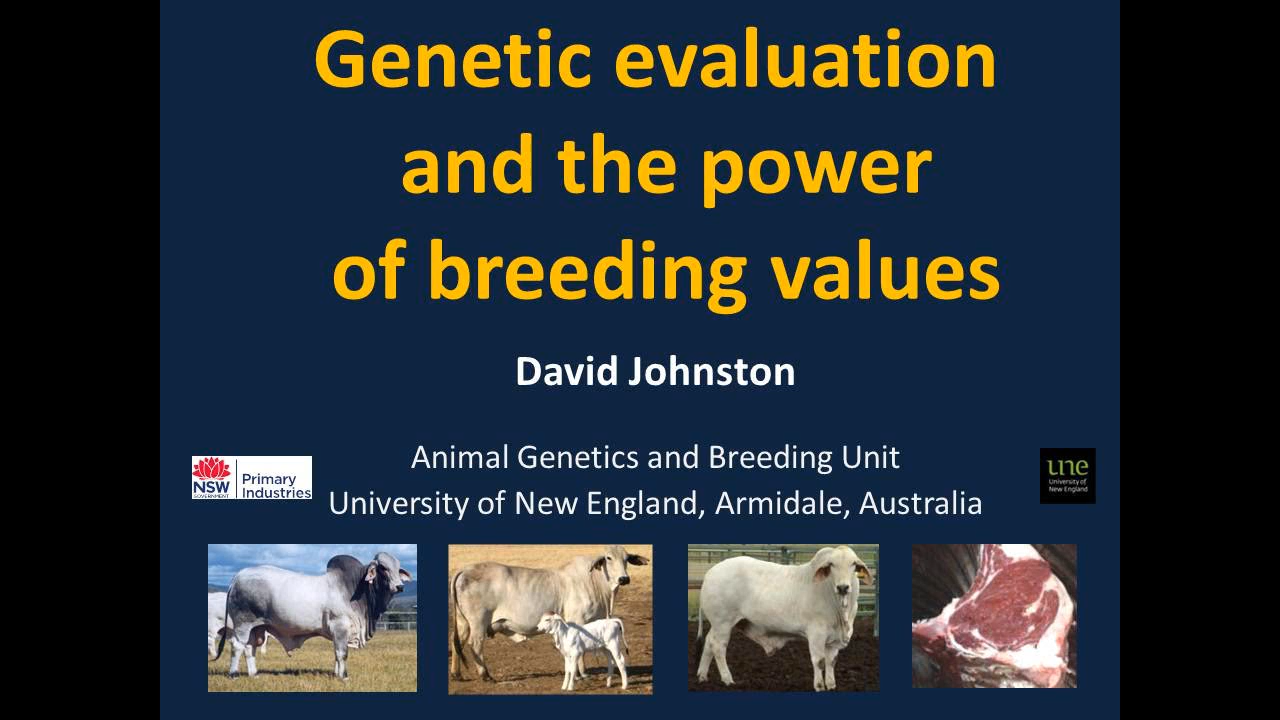 Genetic evaluation
and the power
of breeding values
David Johnston
Animal Genetics and Breeding Unit
University of New England, Armidale, Australia
NSW
GOVERNMENT
Primary
Industries
une
University of
New England